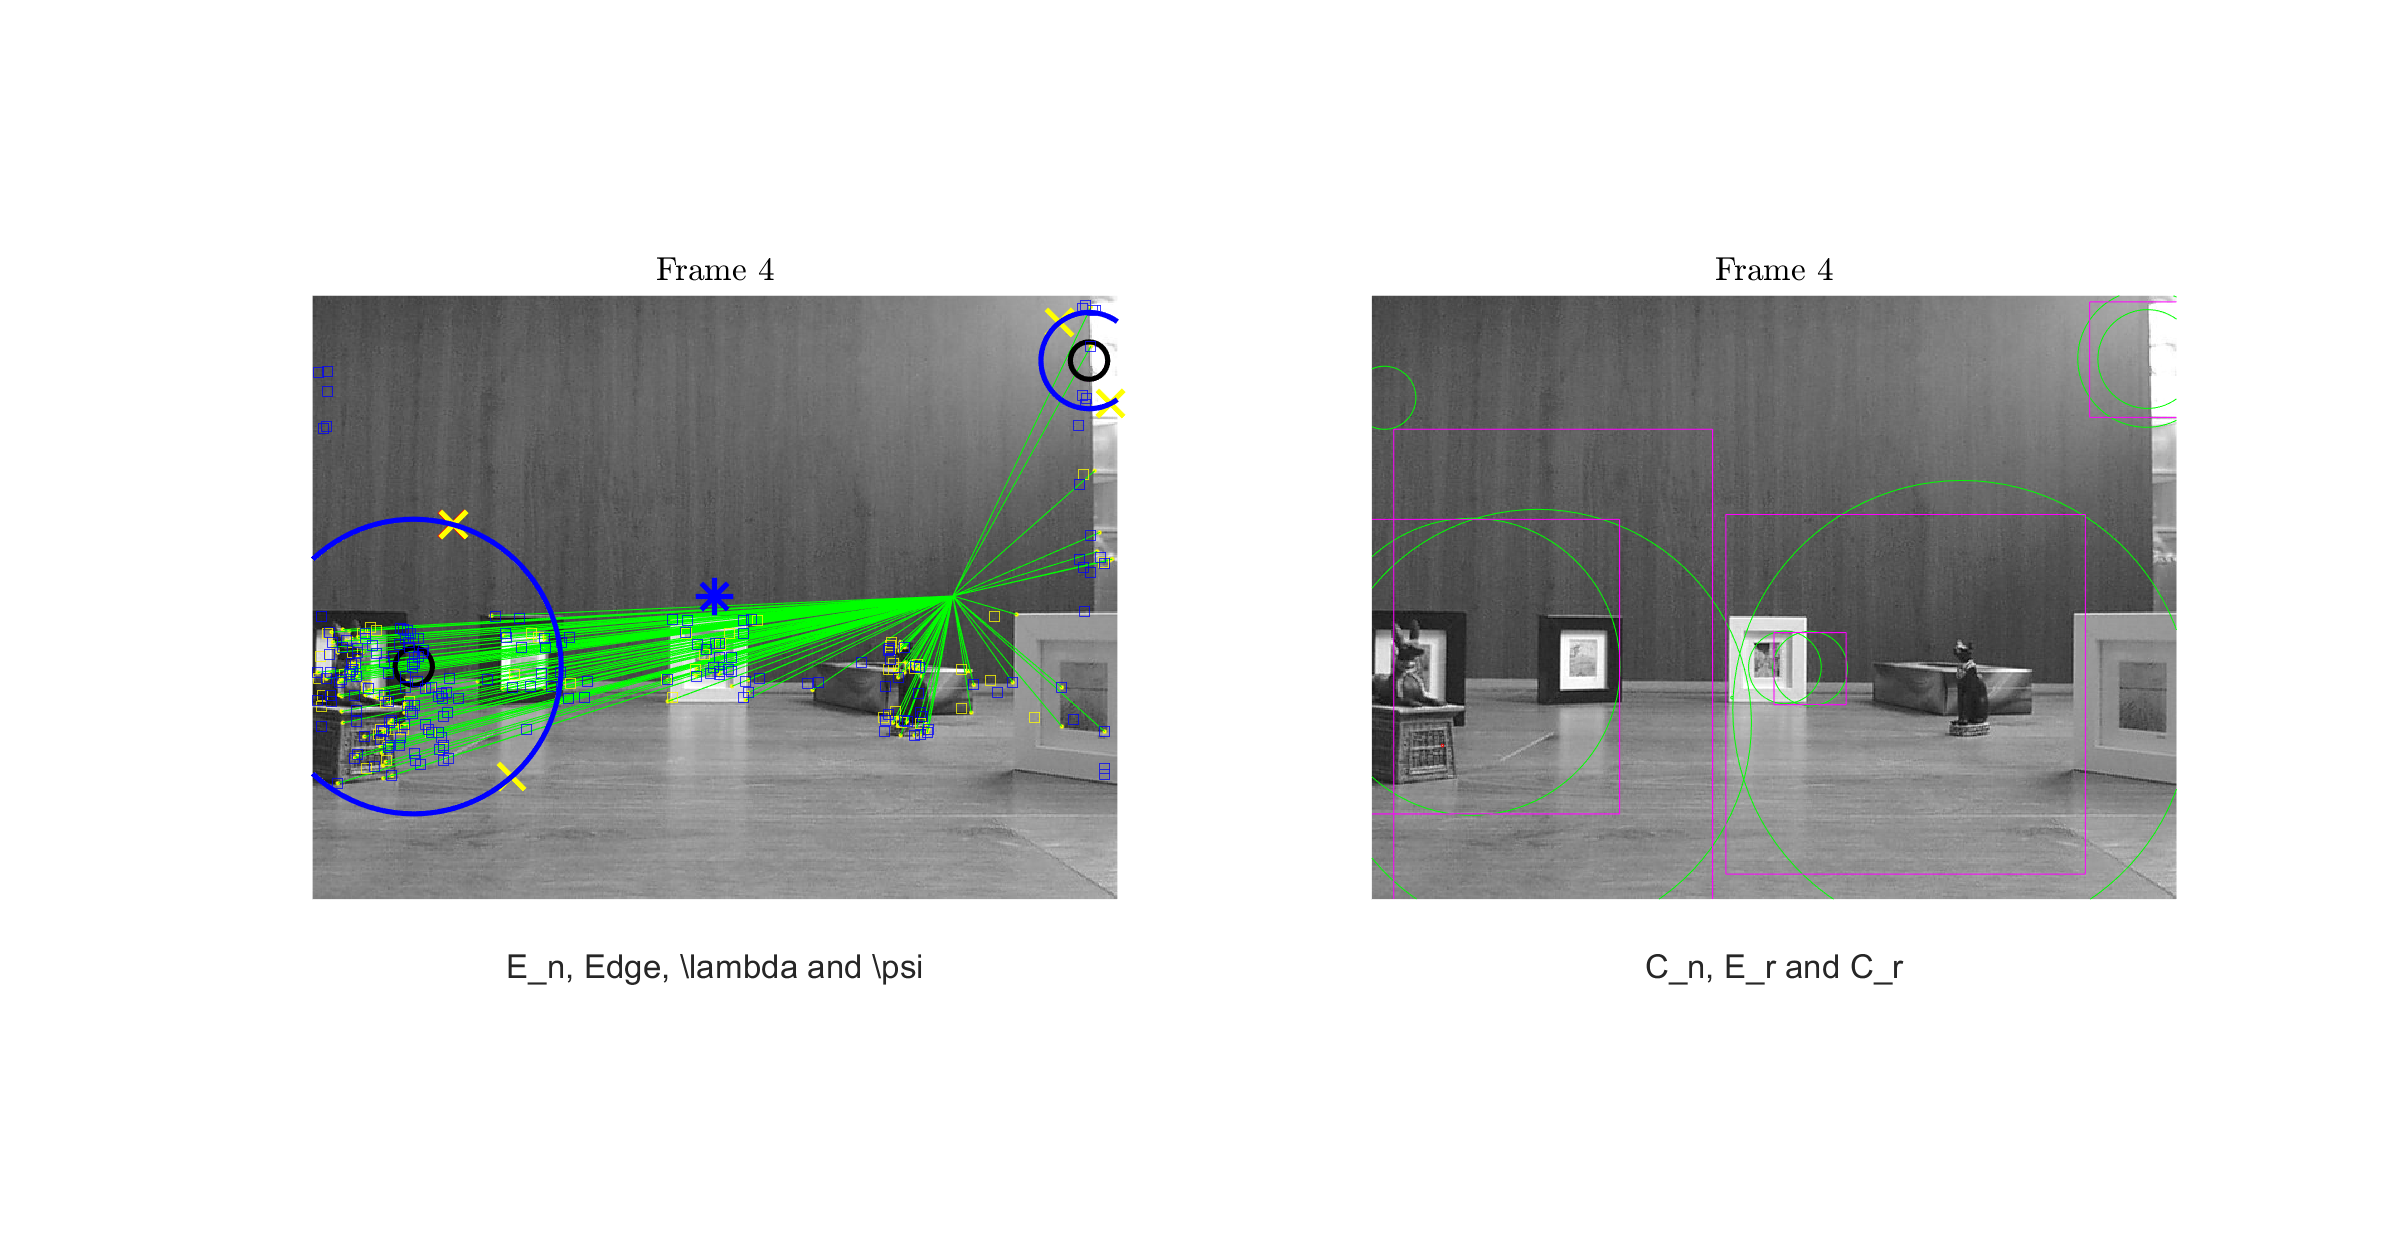 Frame 4
Frame 4
E_n, Edge, \lambda and \psi
C_n, E_r and C_r